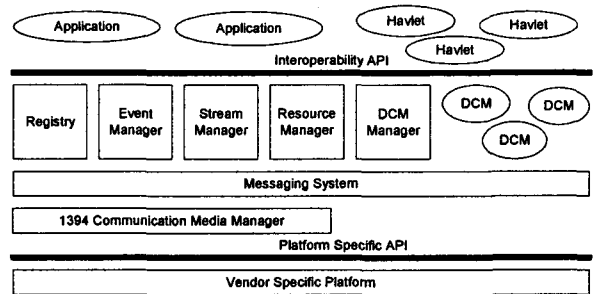 Application
Application
Havlet
Havlet
Havlet
Interoperability API
Registry
Event
Manager
Stream
Manager
Resource
Manager
DCM
Manager
DCM
DCM
DCM
Messaging System
1394 Communication Media Manager
Platform Specific API
Vendor Specific Platform